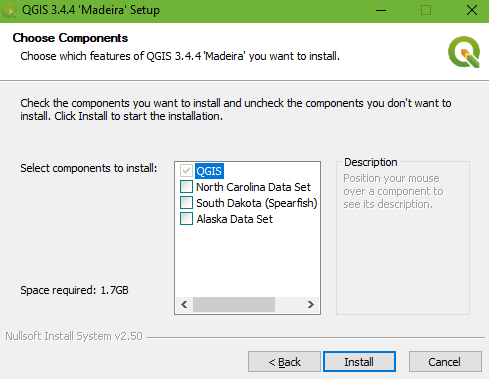 QGIS 3.4.4 'Madeira' Setup
Choose Components
Choose which features of QGIS 3.4.4 'Madeira' you want to install.
Check the components you want to install and uncheck the components you don't want to
install. Click Install to start the installation.
Select components to install:
QGIS
North Carolina Data Set
South Dakota (Spearfish)
Alaska Data Set
Description
Position your mouse
over a component to
see its description.
Space required: 1.7GB
Nullsoft Install System v2.50
< Back
Install
Cancel